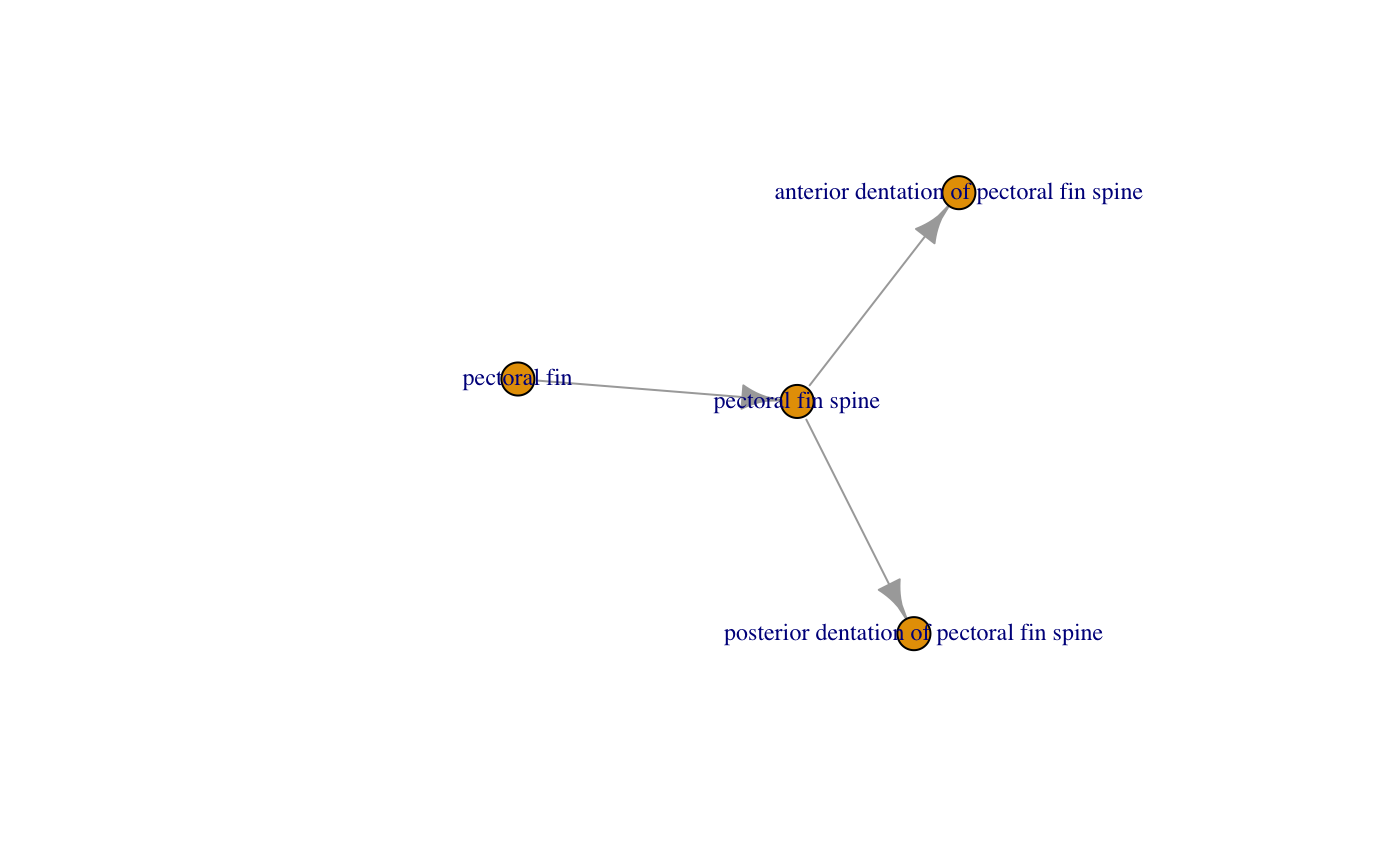 anterior dentation of pectoral fin spine
pectoral fin
pectoral fin spine
posterior dentation of pectoral fin spine